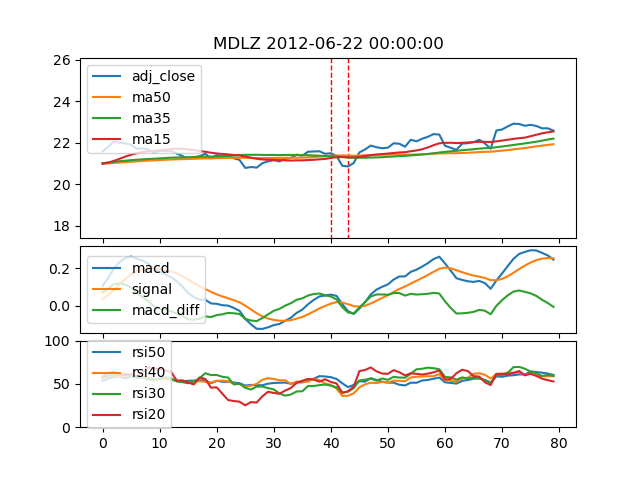 MDLZ 2012-06-22 00:00:00
26
24
22
20
18
adj_close
ma50
ma35
ma15
0.2
0.0
macd
signal
macd_diff
100
50
0
rsi50
rsi40
rsi30
rsi20
0 10 20 30 40 50 60 70 80